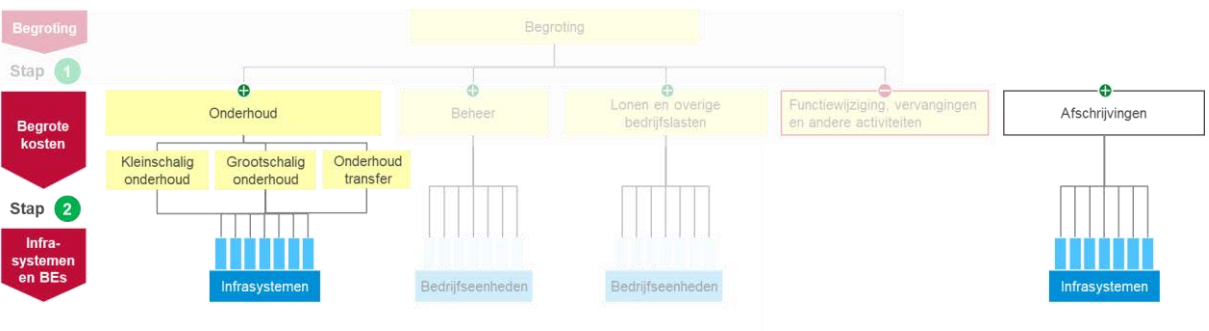 Begroting
Begroting
Stap 1
Begrote
kosten
Onderhoud
Beheer
Lonen en overige
bedrijfslasten
Functiewijziging, vervangingen
en andere activiteiten
Afschrijvingen
Kleinschalig
onderhoud
Grootschalig
onderhoud
Onderhoud
transfer
Stap 2
Infra-
systemen
en BEs
Infrasystemen
Bedrijfseenheden
Bedrijfseenheden
Infrasystemen